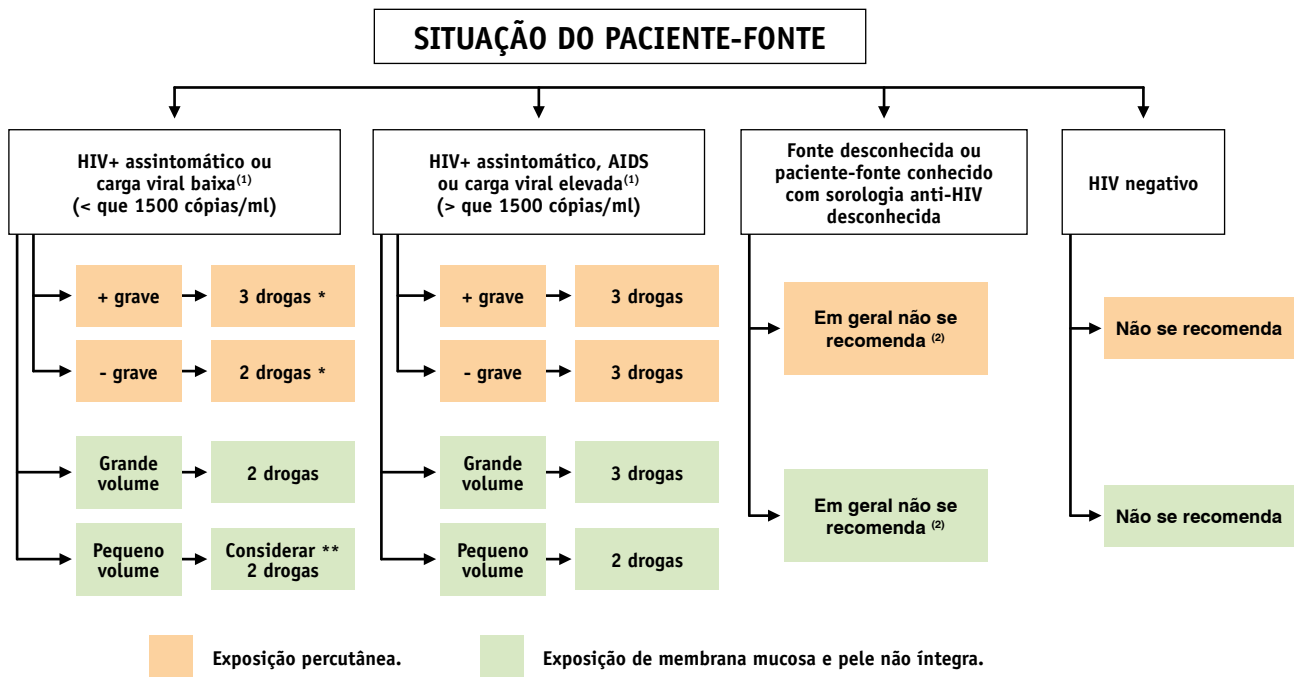 SITUAÇÃO DO PACIENTE-FONTE
HIV+ assintomático ou
carga viral baixa(1)
(< que 1500 cópias/ml)
+ grave
3 drogas *
- grave
2 drogas *
Grande
volume
2 drogas
Pequeno
volume
Considerar **
2 drogas
HIV+ assintomático, AIDS
ou carga viral elevada(1)
(> que 1500 cópias/ml)
+ grave
3 drogas
- grave
3 drogas
Grande
volume
3 drogas
Pequeno
volume
2 drogas
Fonte desconhecida ou
paciente-fonte conhecido
com sorologia anti-HIV
desconhecida
Em geral não se
recomenda (2)
Em geral não se
recomenda (2)
HIV negativo
Não se recomenda
Não se recomenda
Exposição percutânea.
Exposição de membrana mucosa e pele não íntegra.